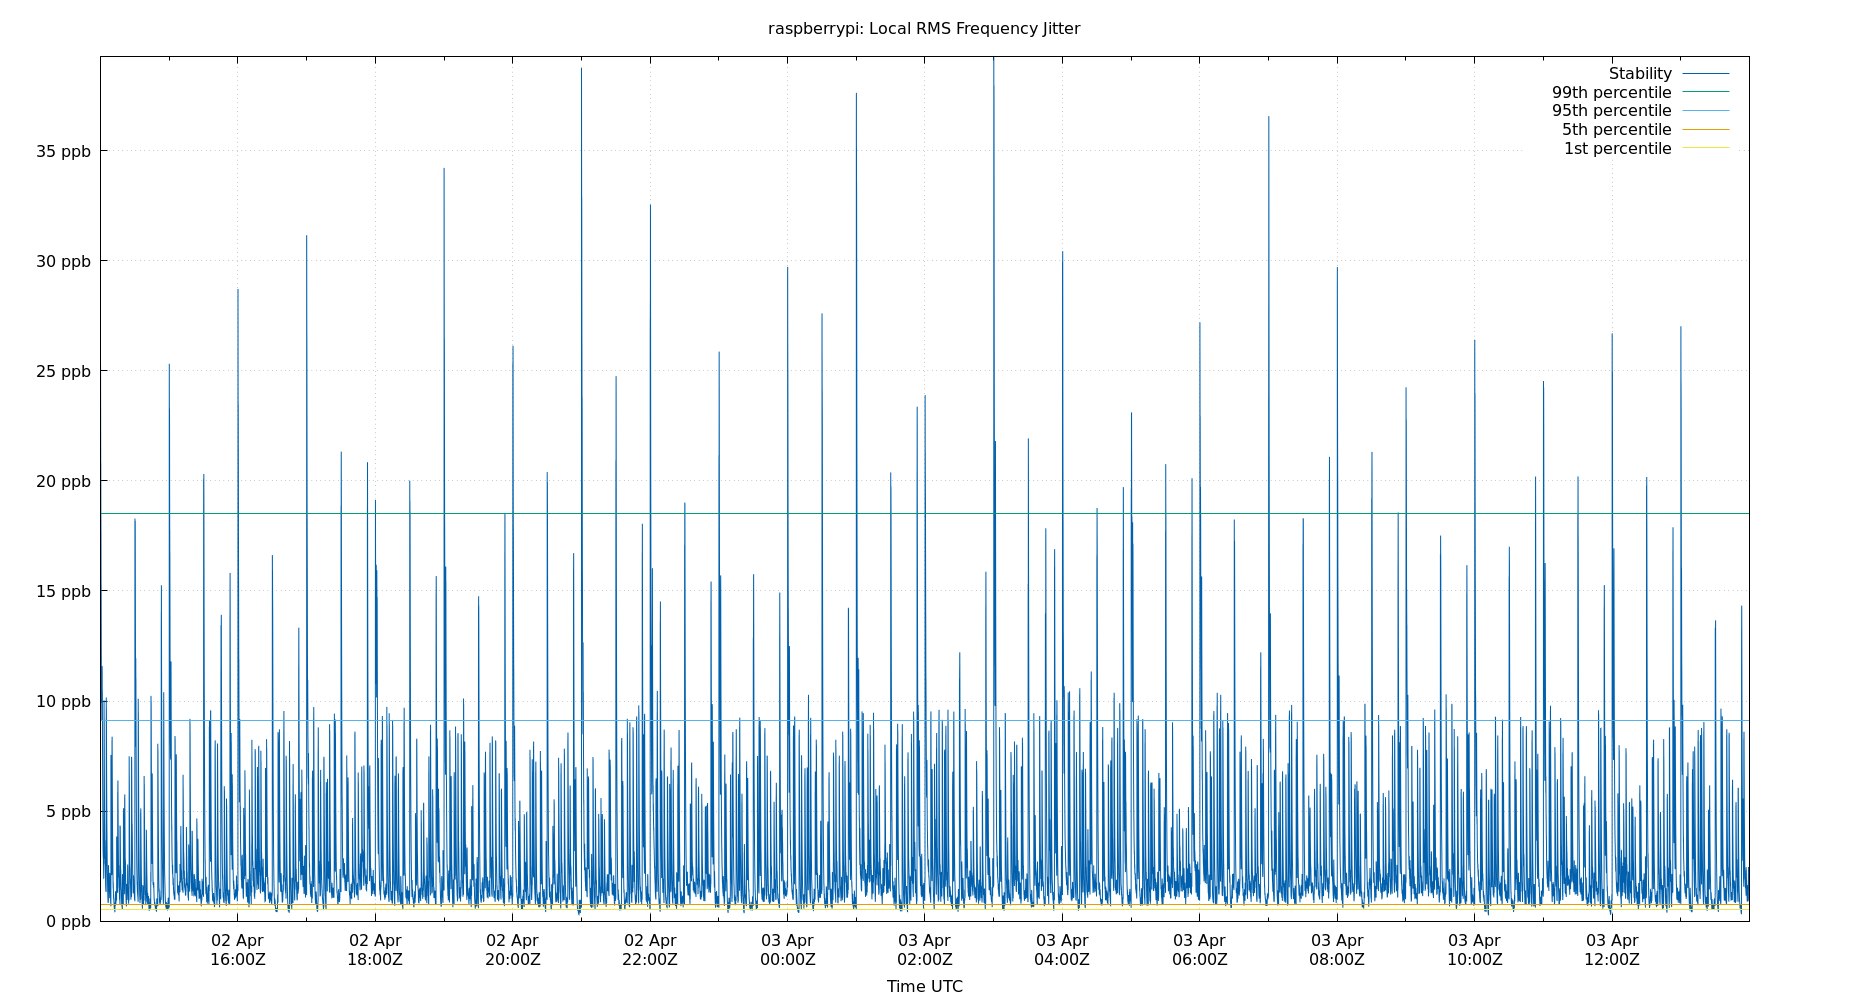 raspberrypi: Local RMS Frequency Jitter
Stability
99th percentile
95th percentile
5th percentile
1st percentile
35 ppb
30 ppb
25 ppb
20 ppb
15 ppb
10 ppb
5 ppb
0 ppb
02 Apr 02 Apr 02 Apr 02 Apr 03 Apr 03 Apr 03 Apr 03 Apr 03 Apr 03 Apr 03 Apr
16:00Z 18:00Z 20:00Z 22:00Z 00:00Z 02:00Z 04:00Z 06:00Z 08:00Z 10:00Z 12:00Z
Time UTC